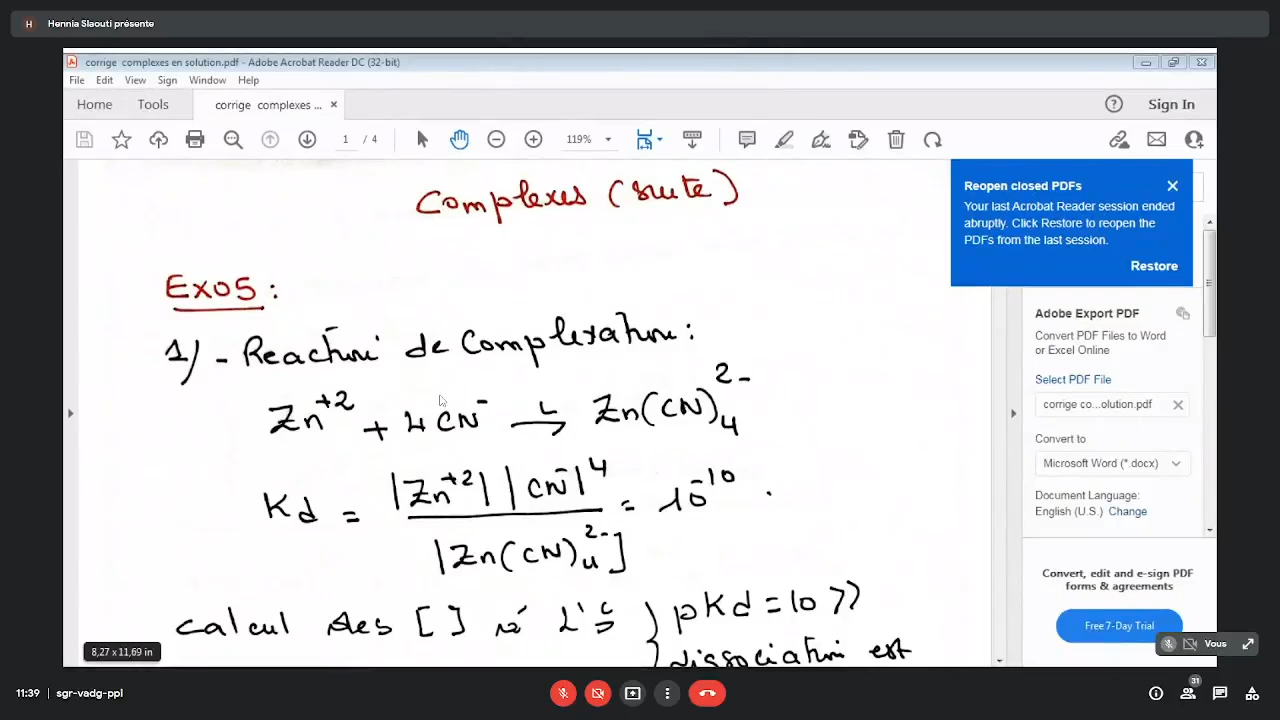 Hennia Slaouti présente
corrige complexes en solution.pdf - Adobe Acrobat Reader DC (32-bit)
File Edit View Sign Window Help
Home Tools corrige complexes ... × Sign In
1 / 4 119%
Complexes (suite)
Reopen closed PDFs
Your last Acrobat Reader session ended
abruptly. Click Restore to reopen the
PDFs from the last session.
Restore
Exo5 :
1/ - Reaction de Complexation :
Zn⁺² + 4 CN⁻ ⇌ Zn(CN)₄²⁻
Kd = |Zn⁺²| |CN⁻|⁴ / |Zn(CN)₄²⁻] = 10⁻¹⁰.
calcul des [ ] à l'
pKd = 10 >>
dissociation est
Adobe Export PDF
Convert PDF Files to Word
or Excel Online
Select PDF File
corrige co...olution.pdf ×
Convert to
Microsoft Word (*.docx)
Document Language:
English (U.S.) Change
Convert, edit and e-sign PDF
forms & agreements
Free 7-Day Trial
8,27 x 11,69 in
Vous
11:39 sgr-vadg-ppl
31